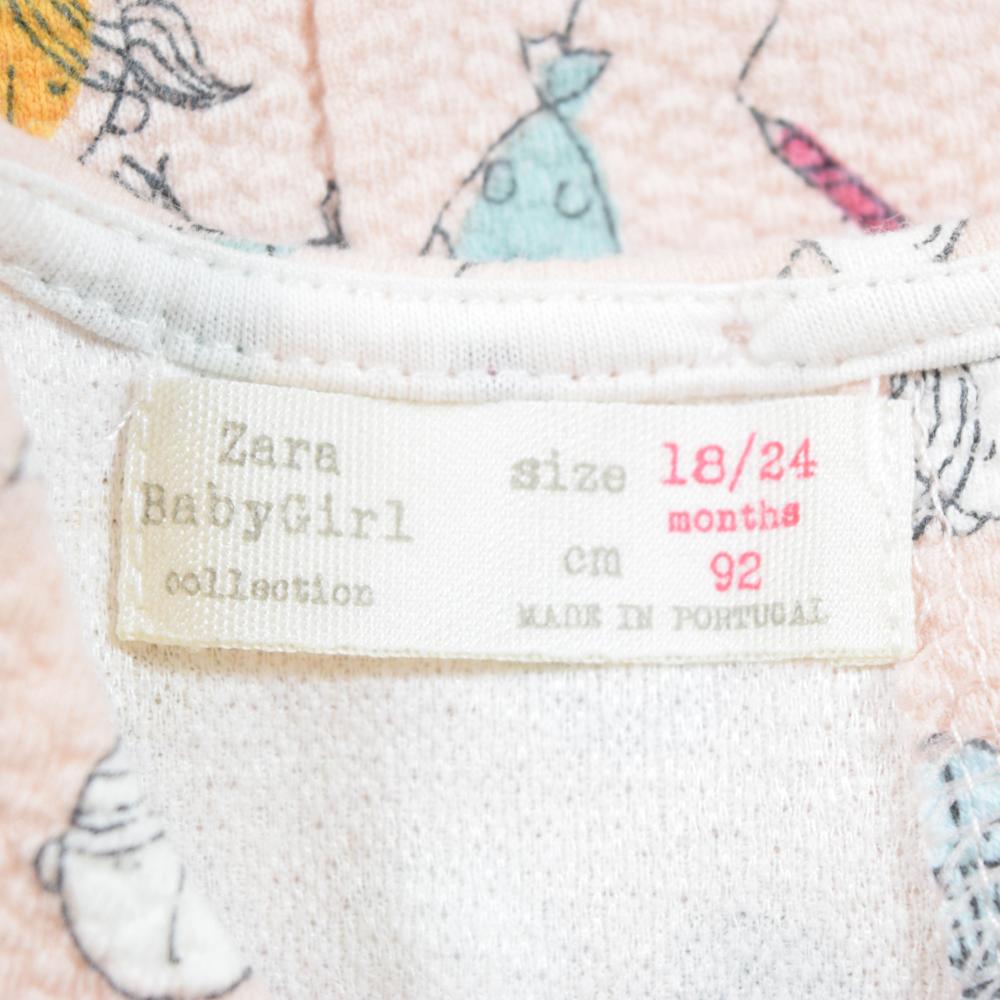 Zara
BabyGirl
collection
size 18/24
months
cm 92
MADE IN PORTUGAL